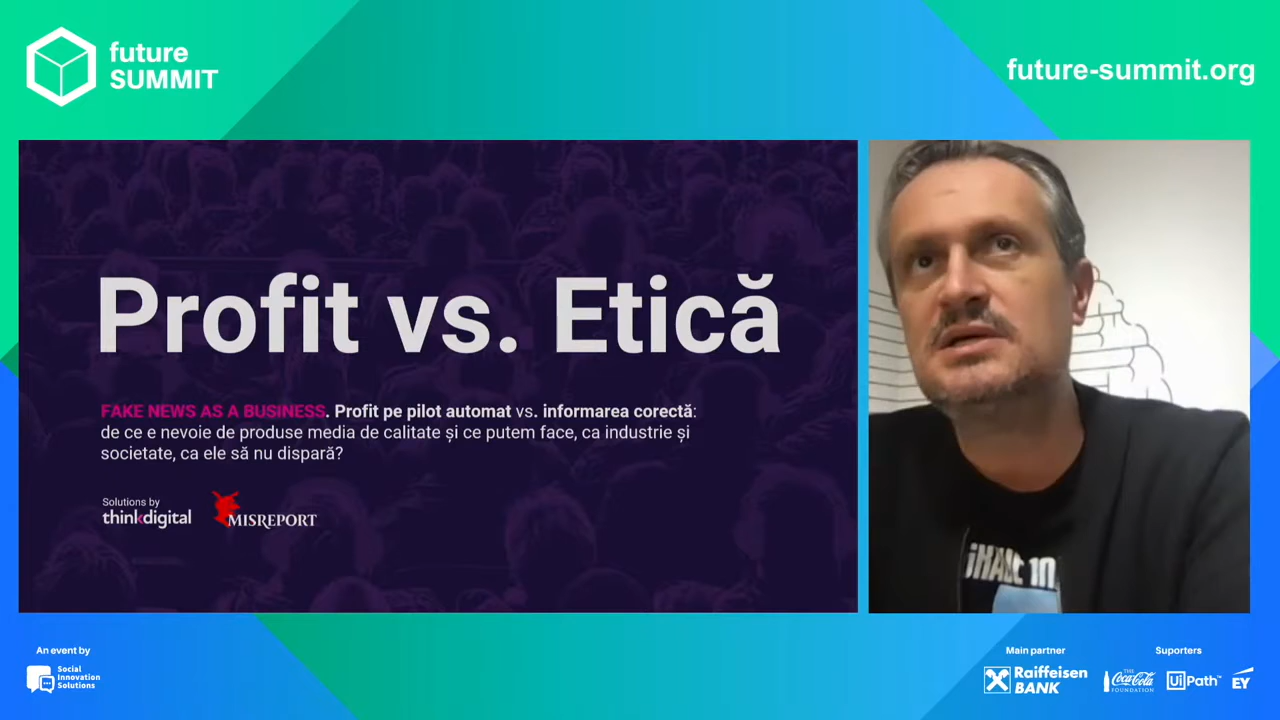 future
SUMMIT
future-summit.org
Profit vs. Etică
FAKE NEWS AS A BUSINESS. Profit pe pilot automat vs. informarea corectă:
de ce e nevoie de produse media de calitate și ce putem face, ca industrie și
societate, ca ele să nu dispară?
Solutions by
thinkdigital
MISREPORT
An event by
Social
Innovation
Solutions
Main partner
Raiffeisen
BANK
Suporters
THE
Coca-Cola
FOUNDATION
UiPath™
EY